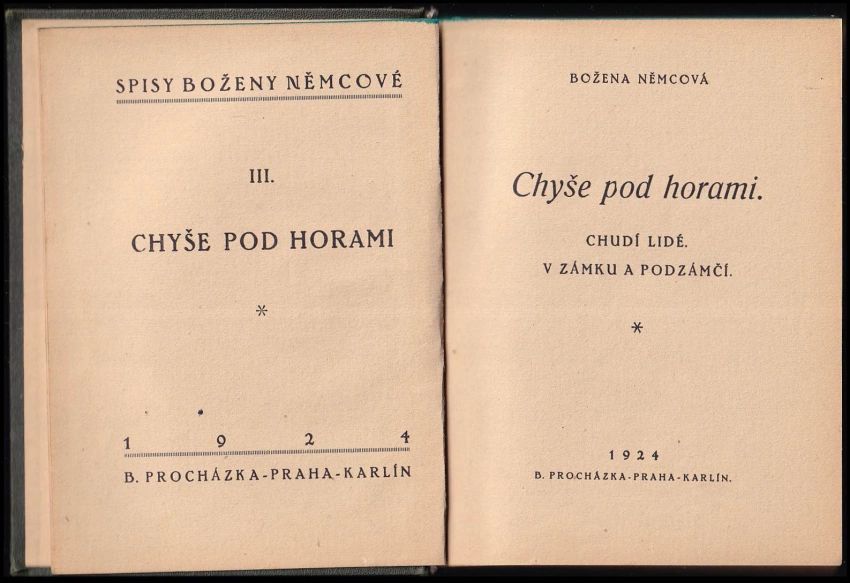 SPISY BOŽENY NĚMCOVÉ
III.
CHYŠE POD HORAMI
*
1 9 2 4
B. PROCHÁZKA-PRAHA-KARLÍN
BOŽENA NĚMCOVÁ
Chyše pod horami.
CHUDÍ LIDÉ.
V ZÁMKU A PODZÁMČÍ.
*
1924
B. PROCHÁZKA-PRAHA-KARLÍN.